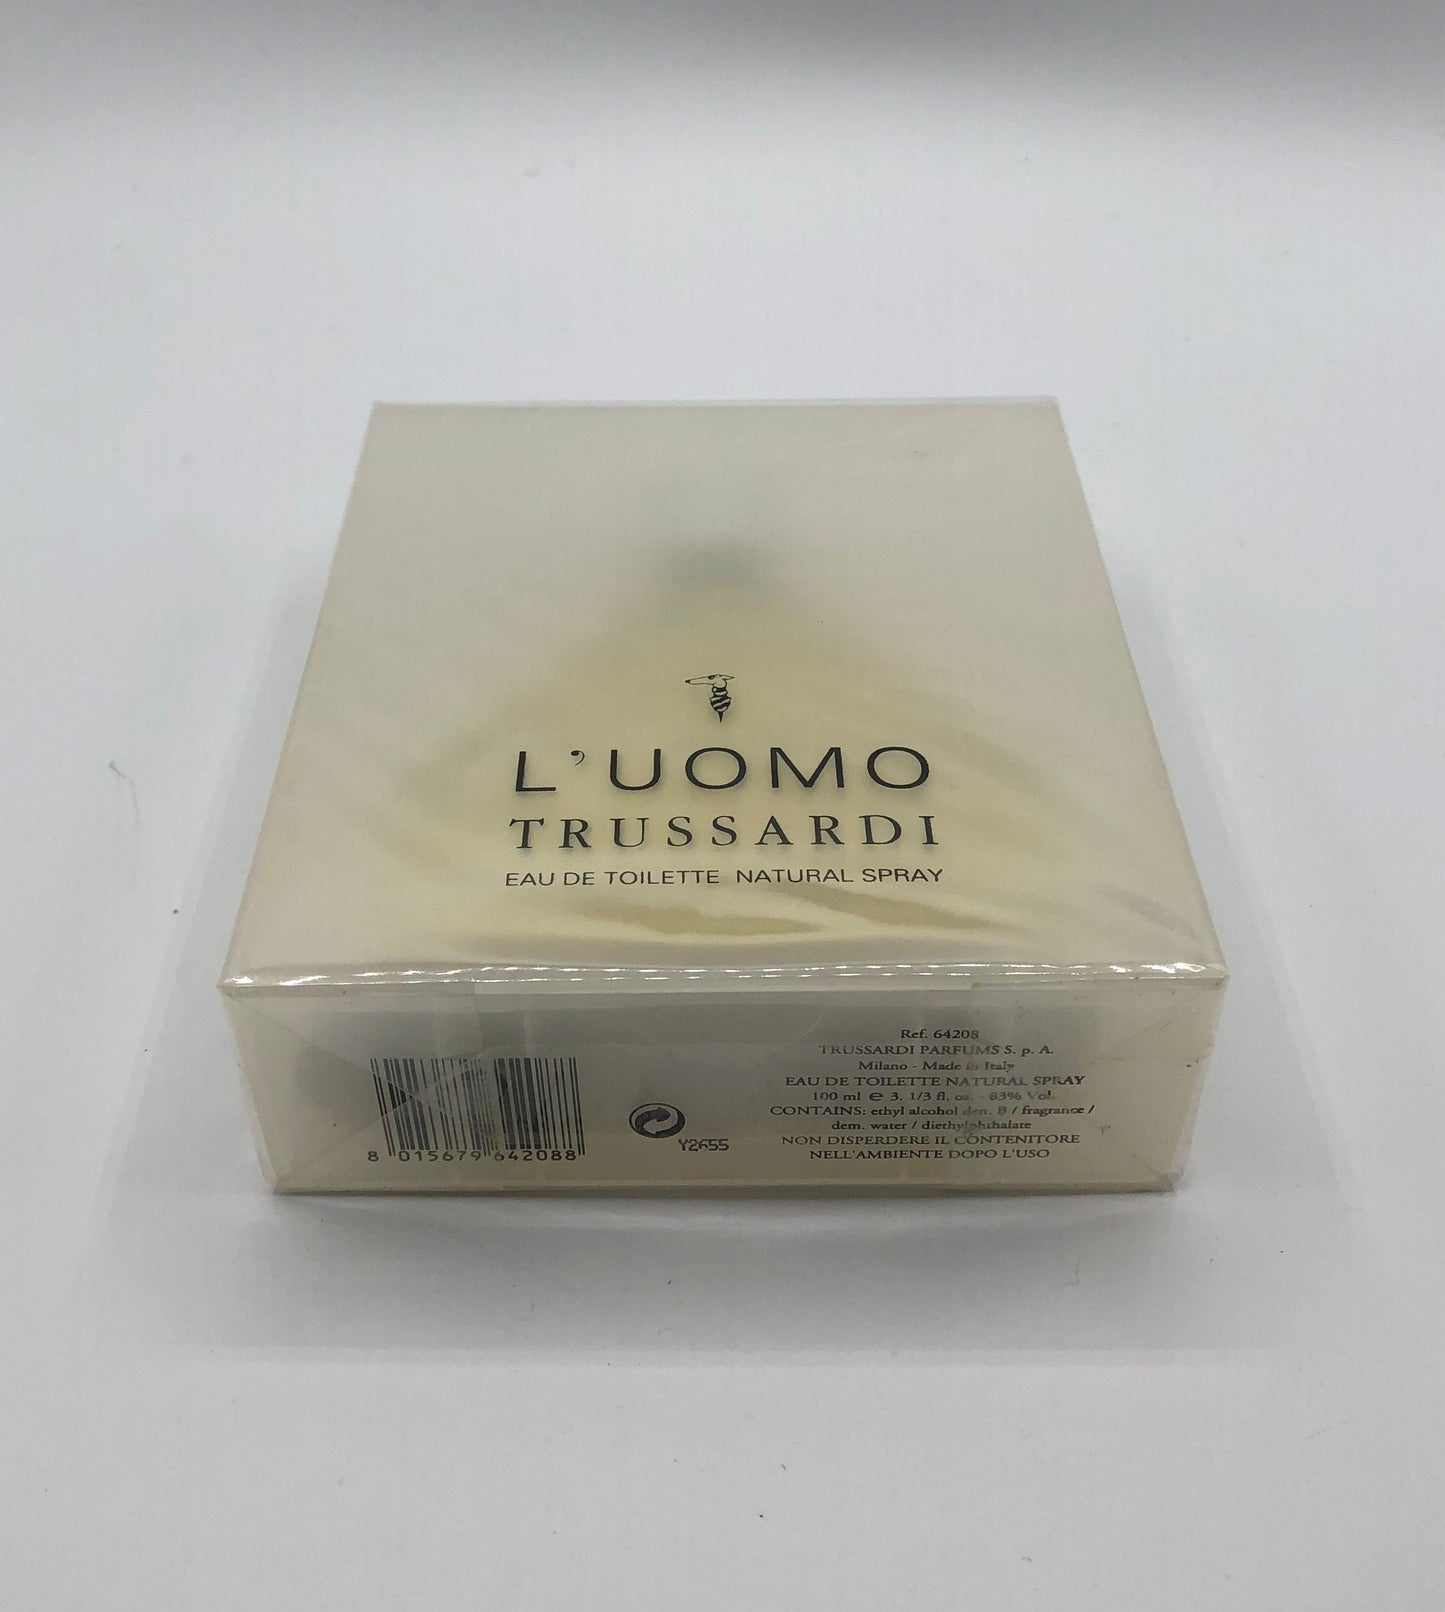 L'UOMO
TRUSSARDI
EAU DE TOILETTE NATURAL SPRAY
Ref. 64208
TRUSSARDI PARFUMS S. p. A.
Milano - Made in Italy
EAU DE TOILETTE NATURAL SPRAY
100 ml e 3. 1/3 fl. oz. - 83% Vol.
CONTAINS: ethyl alcohol den. B / fragrance /
dem. water / diethylphthalate
NON DISPERDERE IL CONTENITORE
NELL'AMBIENTE DOPO L'USO
Y2655
8 015679 642088